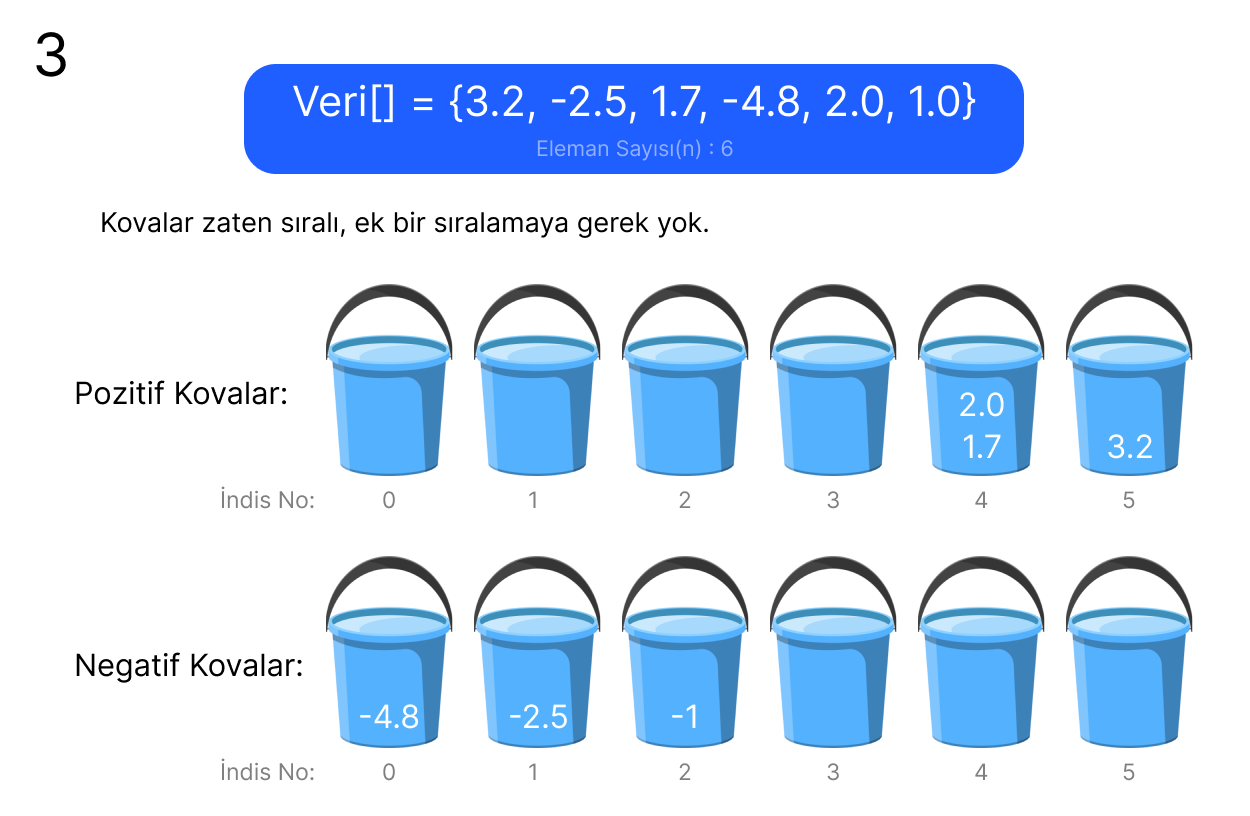 3
Veri[] = {3.2, -2.5, 1.7, -4.8, 2.0, 1.0}
Eleman Sayısı(n) : 6
Kovalar zaten sıralı, ek bir sıralamaya gerek yok.
Pozitif Kovalar:
2.0
1.7
3.2
İndis No: 0 1 2 3 4 5
Negatif Kovalar:
-4.8 -2.5 -1
İndis No: 0 1 2 3 4 5